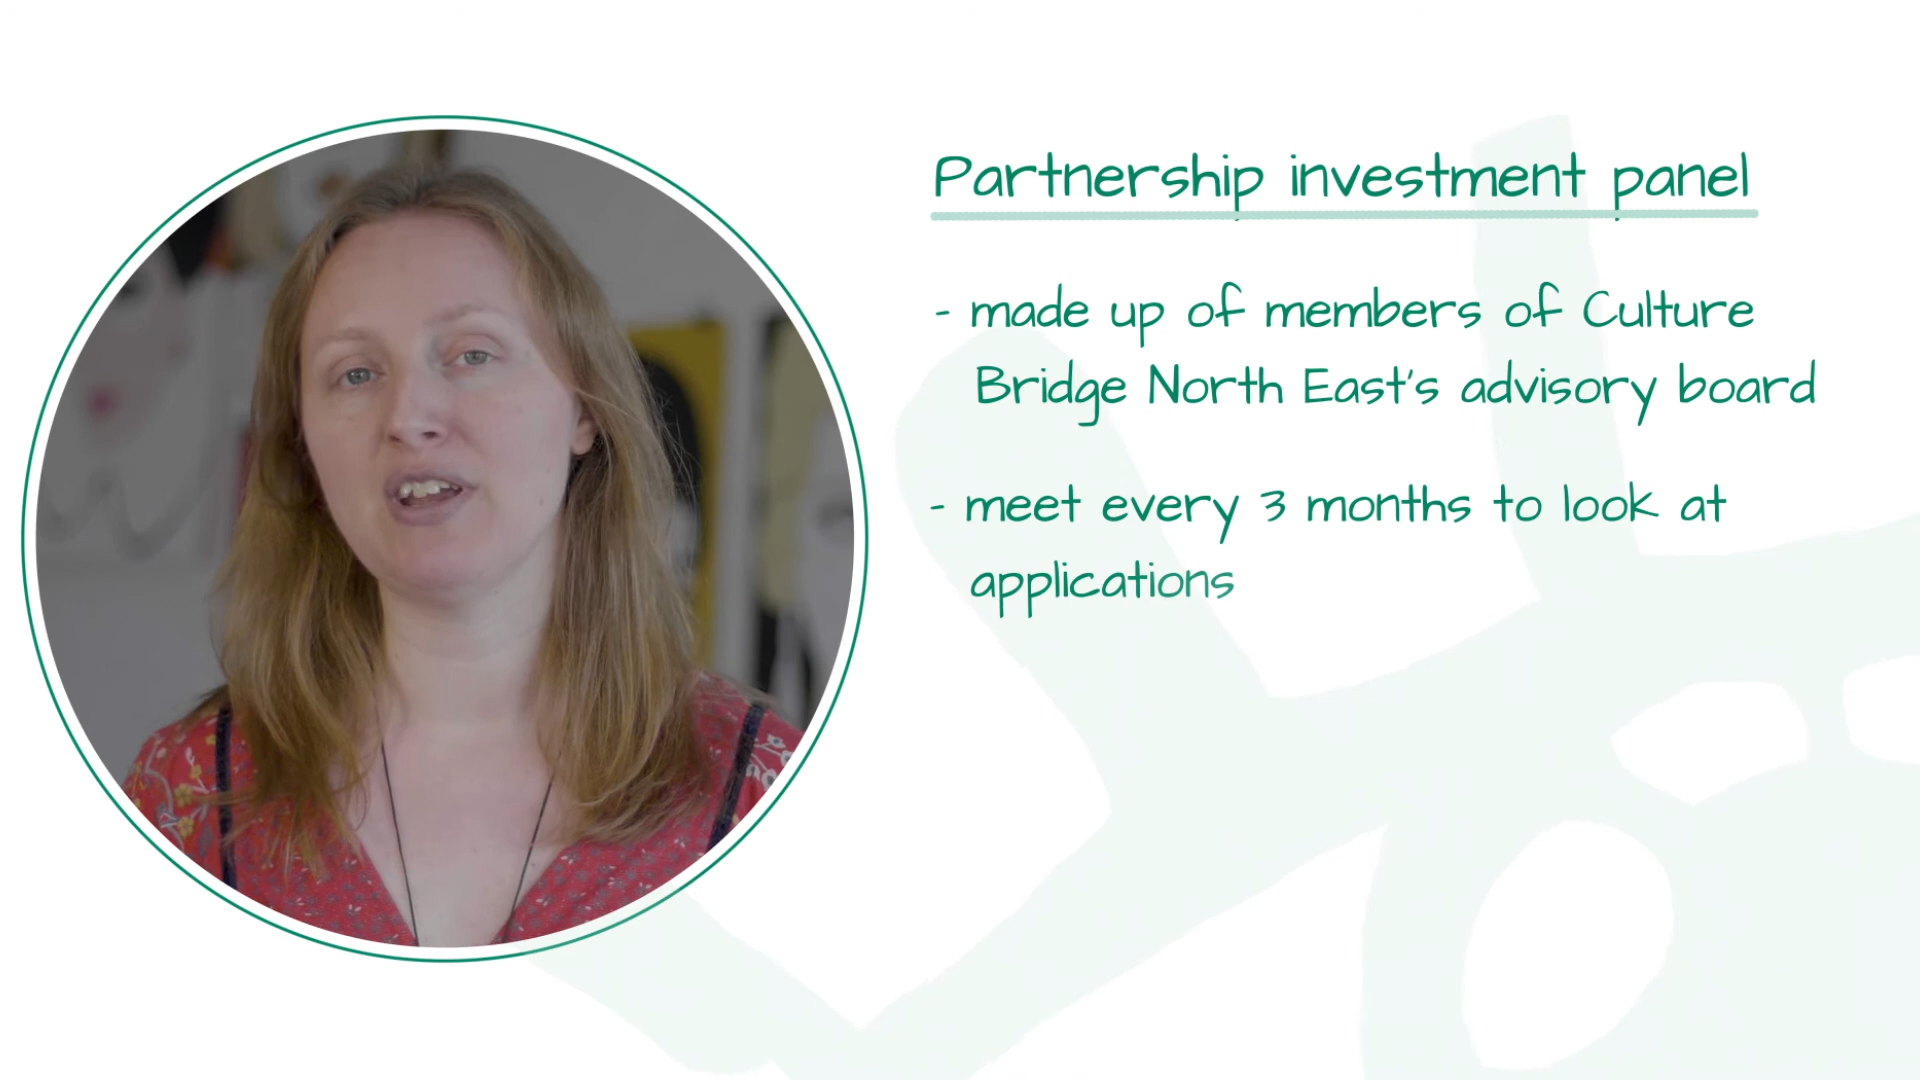 Partnership investment panel
- made up of members of Culture
Bridge North East's advisory board
- meet every 3 months to look at
applications